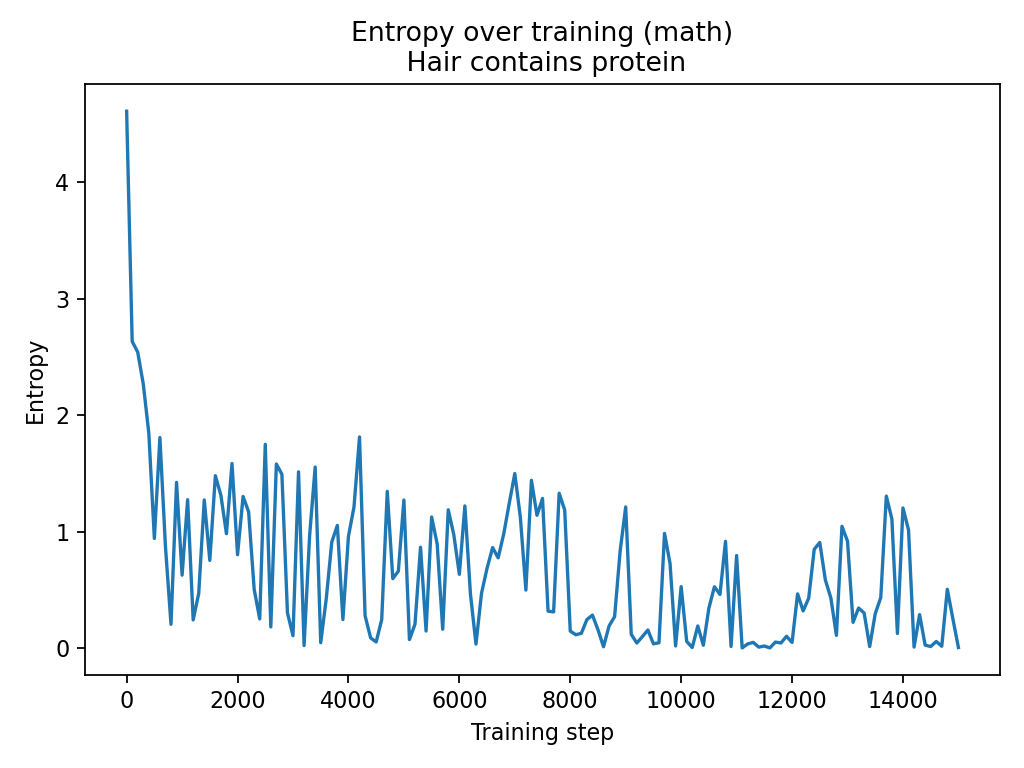 Entropy over training (math)
Hair contains protein
Entropy
4
3
2
1
0
0 2000 4000 6000 8000 10000 12000 14000
Training step